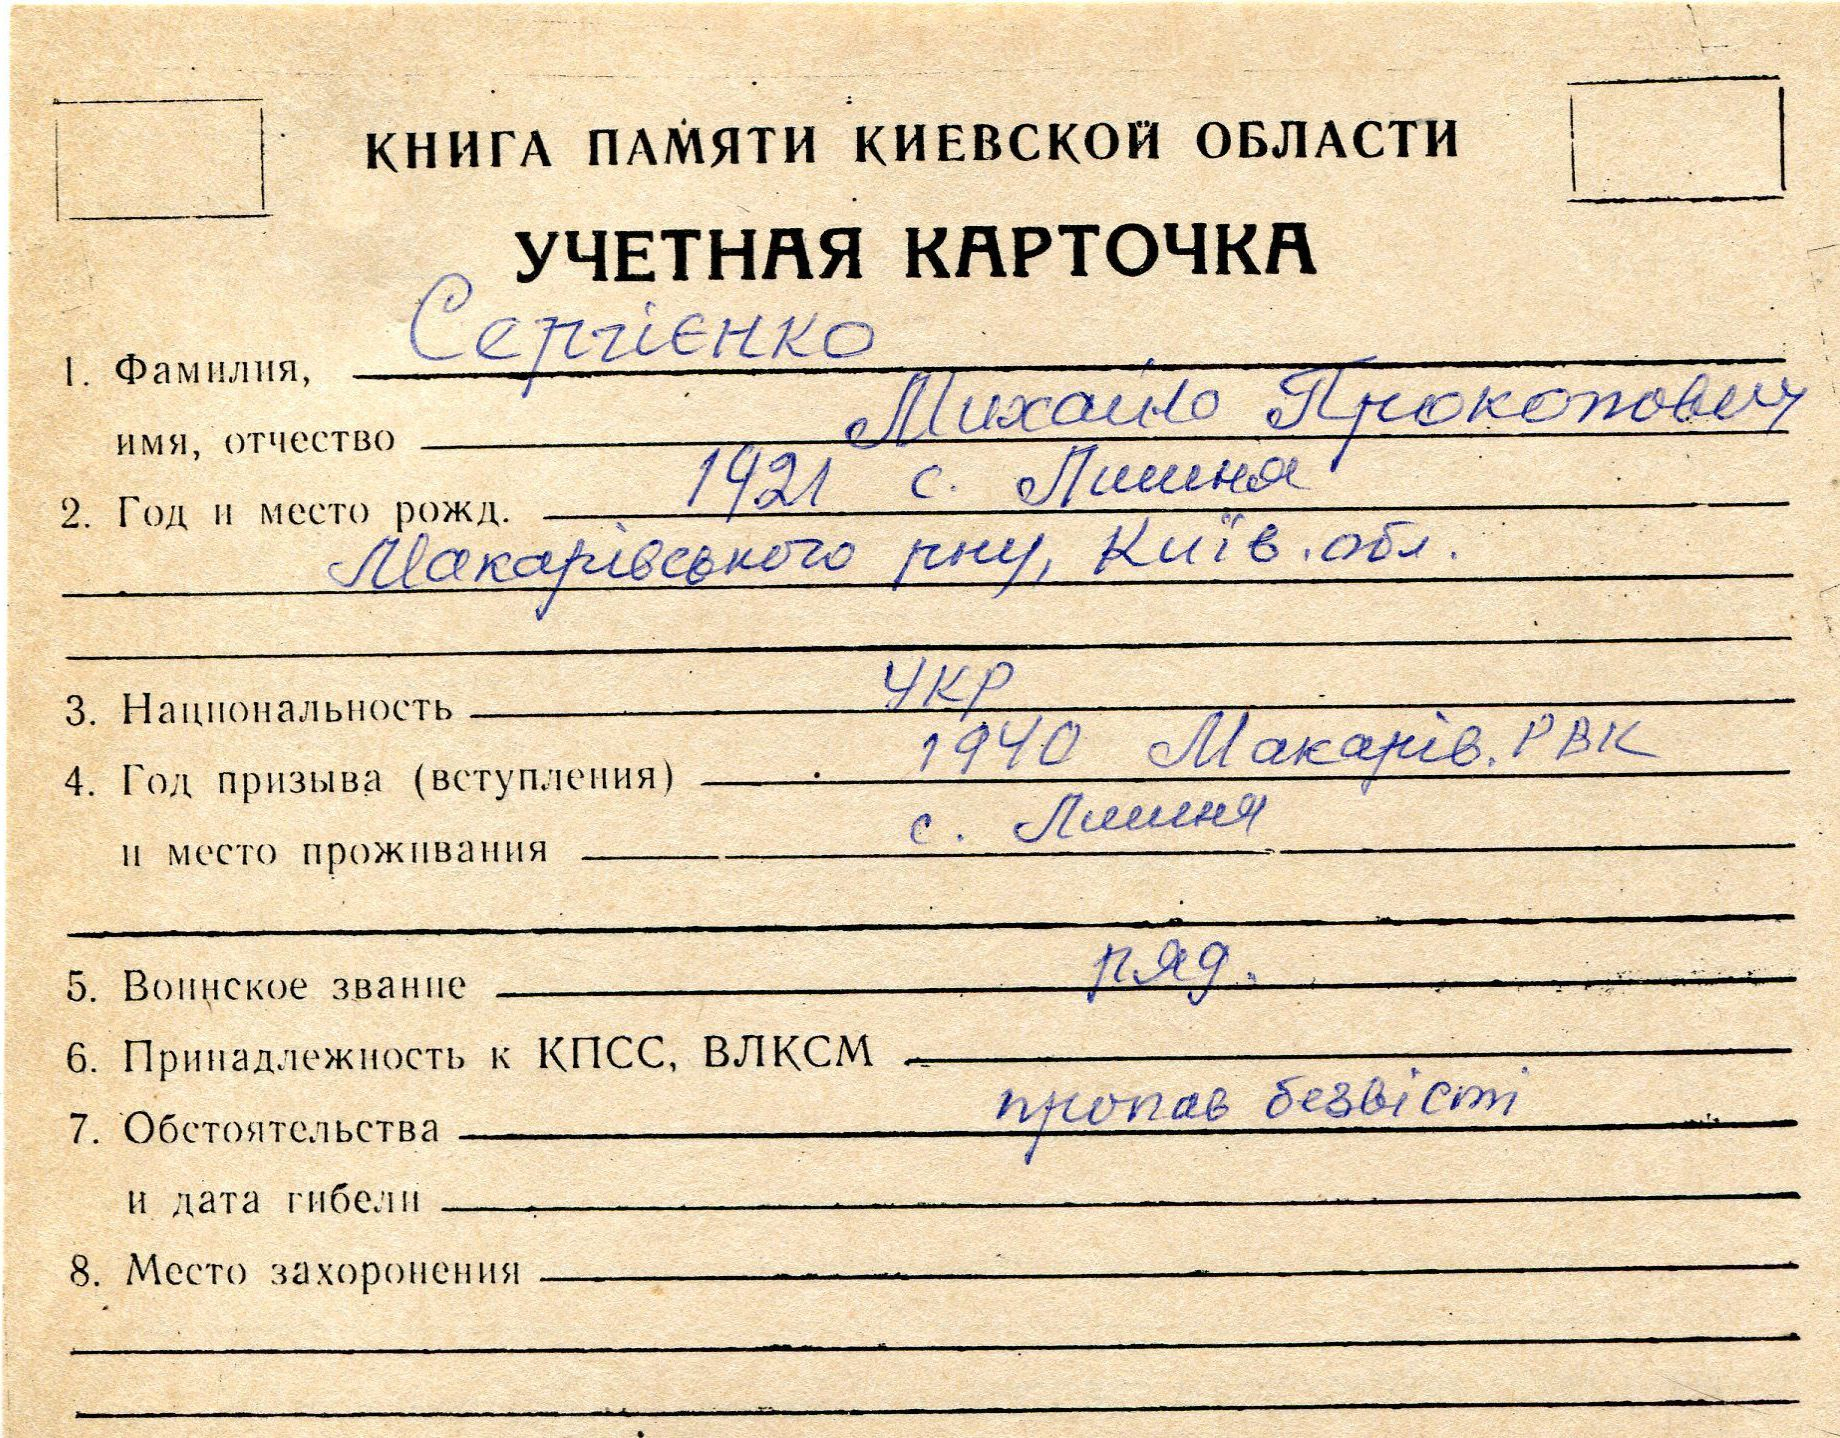 КНИГА ПАМЯТИ КИЕВСКОЙ ОБЛАСТИ
УЧЕТНАЯ КАРТОЧКА
1. Фамилия, Сергієнко
имя, отчество Михайло Прокопович
2. Год и место рожд. 1921 с. Лишня
Макарівського рну, Київ. обл.
3. Национальность УКР
4. Год призыва (вступления) 1940 Макарів. РВК
и место проживания с. Лишня
5. Воинское звание ряд.
6. Принадлежность к КПСС, ВЛКСМ
7. Обстоятельства пропав безвісті
и дата гибели
8. Место захоронения